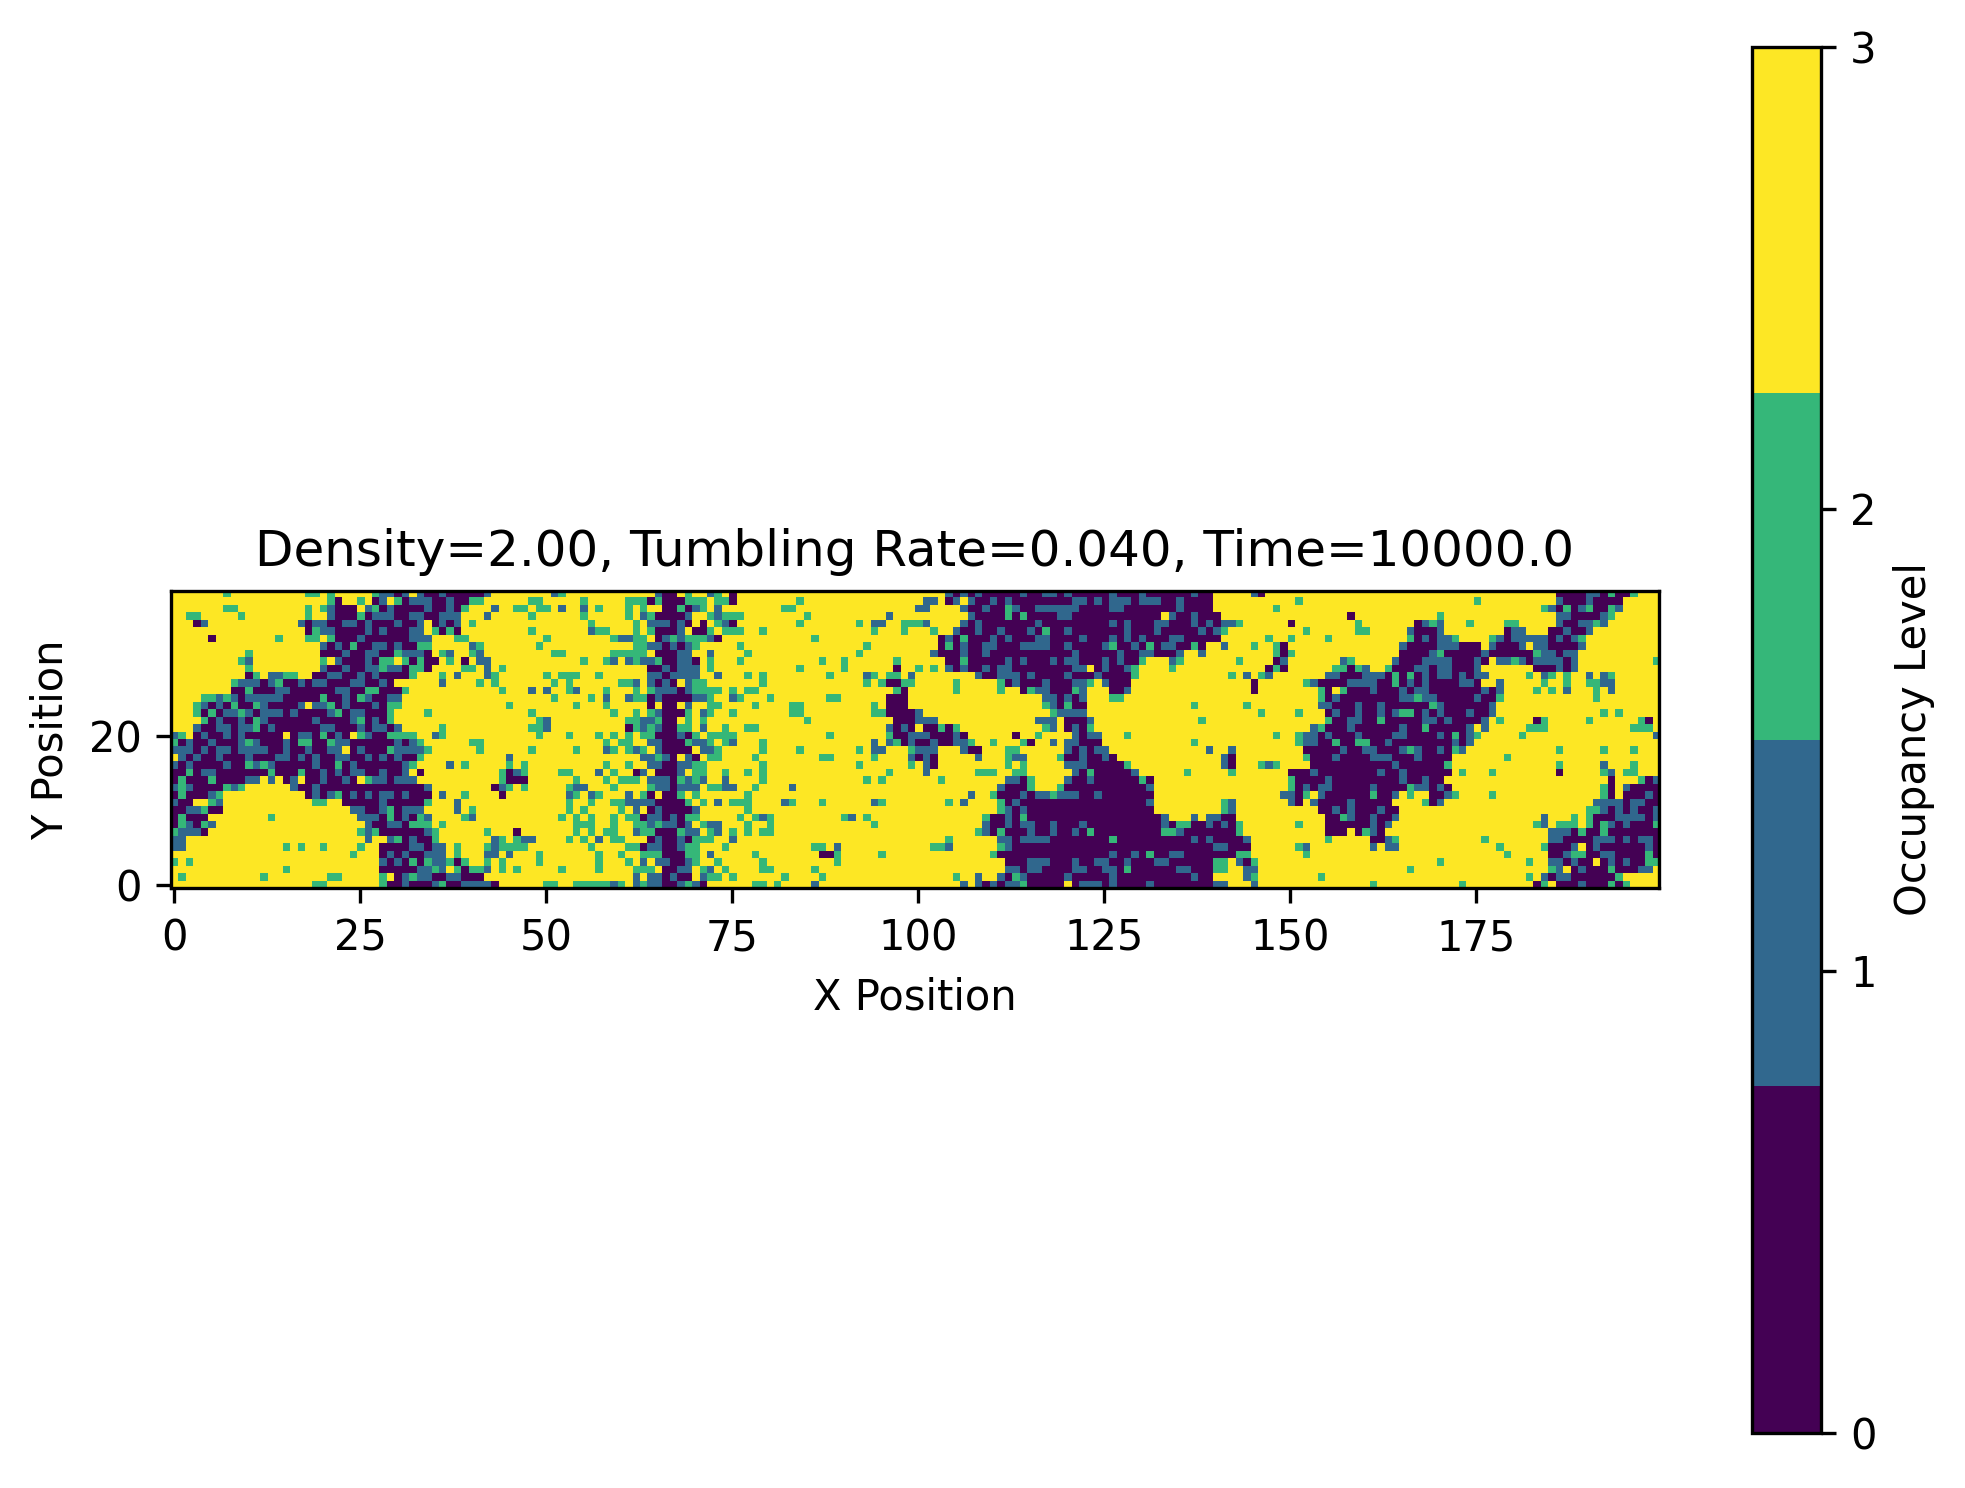 Density=2.00, Tumbling Rate=0.040, Time=10000.0
Y Position
20
0
0 25 50 75 100 125 150 175
X Position
3
2
1
0
Occupancy Level